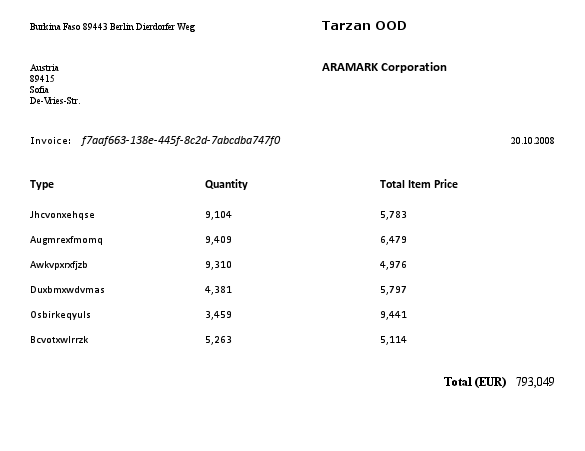 Burkina Faso 89443 Berlin Dierdorfer Weg
Tarzan OOD
Austria
89415
Sofia
De-Vries-Str.
ARAMARK Corporation
Invoice: f7aaf663-138e-445f-8c2d-7abcdba747f0 20.10.2008
Type Quantity Total Item Price
Jhcvonxehqse 9,104 5,783
Augmrexfmomq 9,409 6,479
Awkvpxrxfjzb 9,310 4,976
Duxbmxwdvmas 4,381 5,797
Osbirkeqyuls 3,459 9,441
Bcvotxwlrrzk 5,263 5,114
Total (EUR) 793,049